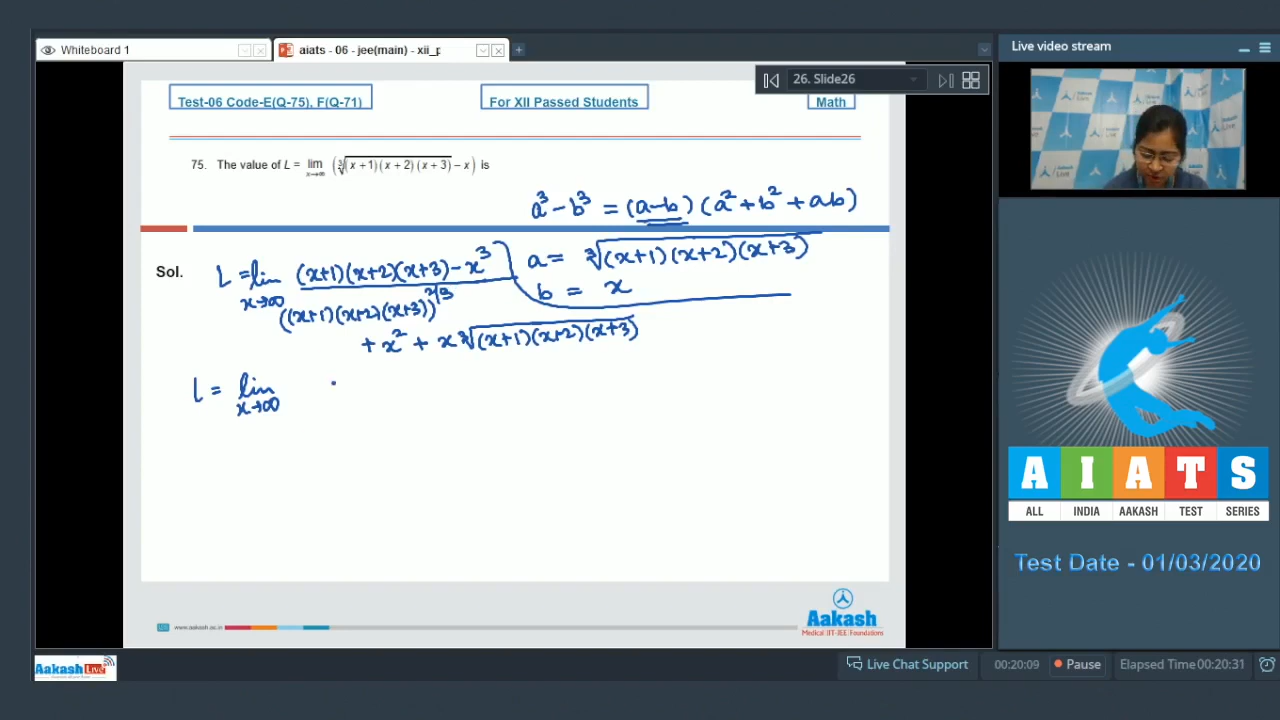 Whiteboard 1
aiats - 06 - jee(main) - xii_p
+
Live video stream
26. Slide26
Test-06 Code-E(Q-75), F(Q-71)
For XII Passed Students
Math
75. The value of L = lim x→∞ (∛(x + 1)(x + 2)(x + 3) − x) is
a³ − b³ = (a−b) (a² + b² + ab)
Sol.
L = lim x→∞ (x+1)(x+2)(x+3) − x³
a = ∛(x+1)(x+2)(x+3)
b = x
((x+1)(x+2)(x+3))^2/3
+ x² + x ∛(x+1)(x+2)(x+3)
L = lim x→∞
A I A T S
ALL INDIA AAKASH TEST SERIES
Test Date - 01/03/2020
www.aakash.ac.in
Aakash
Medical | IIT-JEE | Foundations
Aakash Live
Live Chat Support
00:20:09
Pause
Elapsed Time 00:20:31